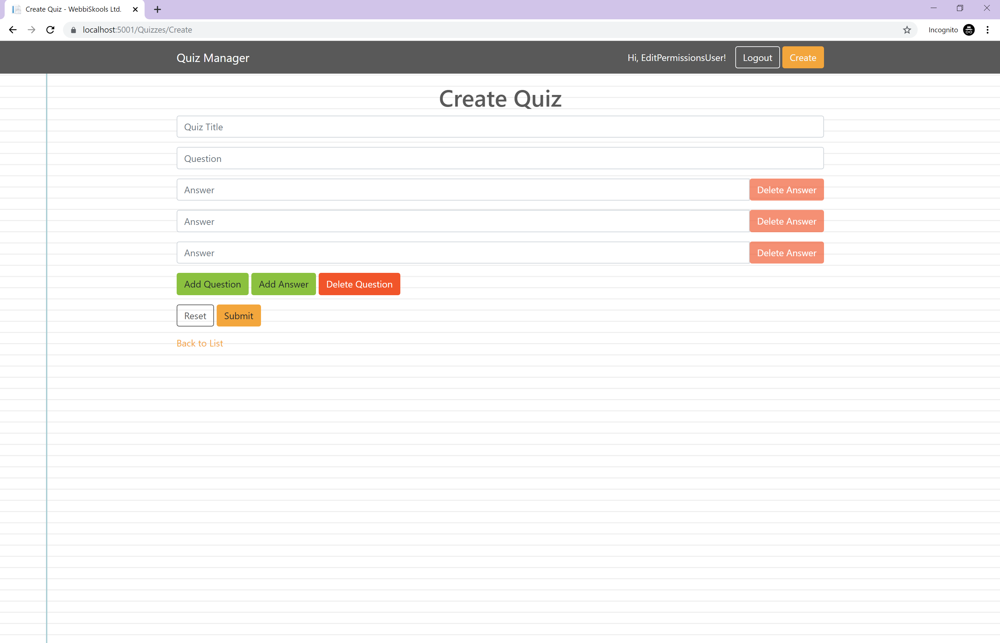 Create Quiz - WebbiSkools Ltd.
localhost:5001/Quizzes/Create
Incognito
Quiz Manager
Hi, EditPermissionsUser!
Logout
Create
Create Quiz
Quiz Title
Question
Answer
Delete Answer
Answer
Delete Answer
Answer
Delete Answer
Add Question
Add Answer
Delete Question
Reset
Submit
Back to List